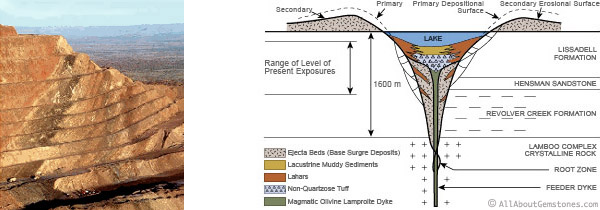 Secondary
Primary
Primary Depositional
Surface
Secondary Erosional Surface
LAKE
LISSADELL
FORMATION
Range of Level of
Present Exposures
1600 m
HENSMAN SANDSTONE
REVOLVER CREEK FORMATION
LAMBOO COMPLEX
CRYSTALLINE ROCK
Ejecta Beds (Base Surgre Deposits)
Lacustrine Muddy Sediments
Lahars
Non-Quartzose Tuff
Magmatic Olivine Lamproite Dyke
ROOT ZONE
FEEDER DYKE
© AllAboutGemstones.com